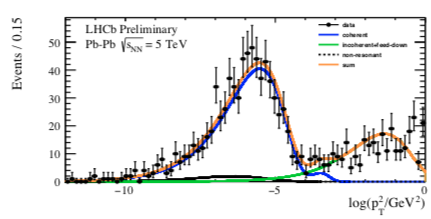 Events / 0.15
50
40
30
20
10
0
LHCb Preliminary
Pb-Pb √sNN = 5 TeV
data
coherent
incoherent+feed-down
non-resonant
sum
−10
−5
0
log(p²T/GeV²)